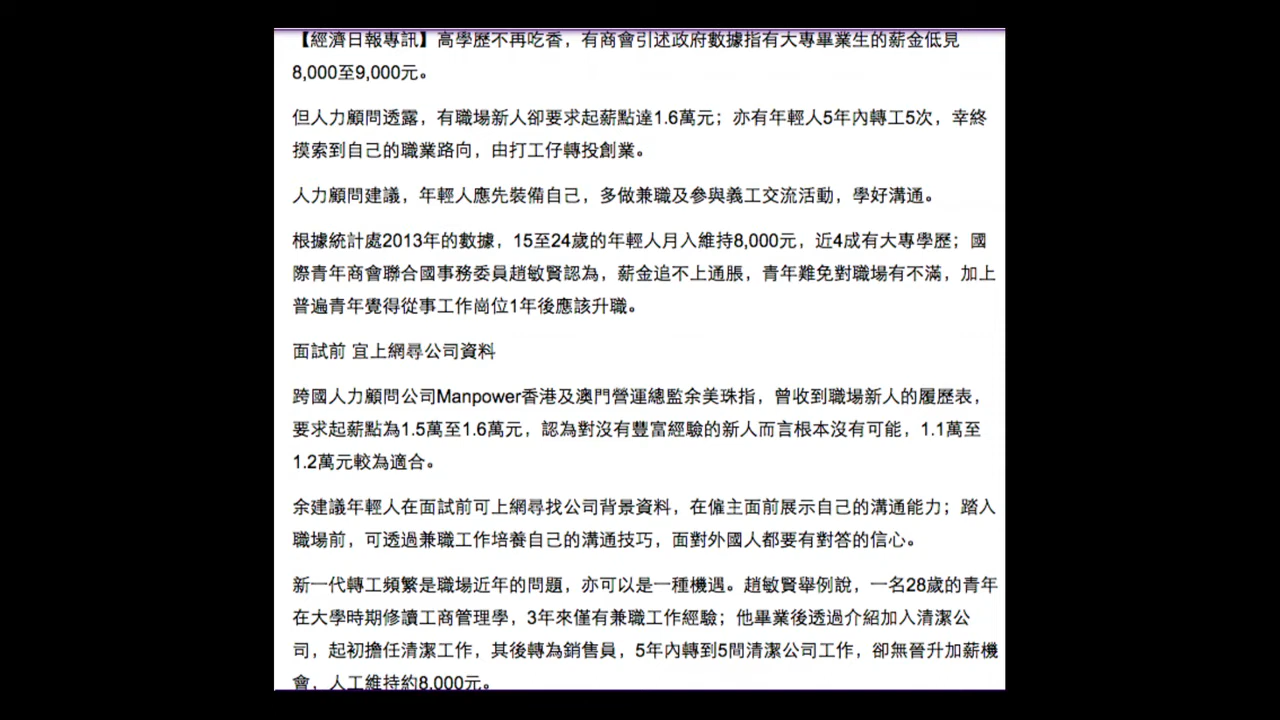 【經濟日報專訊】高學歷不再吃香，有商會引述政府數據指有大專畢業生的薪金低見
8,000至9,000元。
但人力顧問透露，有職場新人卻要求起薪點達1.6萬元；亦有年輕人5年內轉工5次，幸終
摸索到自己的職業路向，由打工仔轉投創業。
人力顧問建議，年輕人應先裝備自己，多做兼職及參與義工交流活動，學好溝通。
根據統計處2013年的數據，15至24歲的年輕人月入維持8,000元，近4成有大專學歷；國
際青年商會聯合國事務委員趙敏賢認為，薪金追不上通脹，青年難免對職場有不滿，加上
普遍青年覺得從事工作崗位1年後應該升職。
面試前 宜上網尋公司資料
跨國人力顧問公司Manpower香港及澳門營運總監余美珠指，曾收到職場新人的履歷表，
要求起薪點為1.5萬至1.6萬元，認為對沒有豐富經驗的新人而言根本沒有可能，1.1萬至
1.2萬元較為適合。
余建議年輕人在面試前可上網尋找公司背景資料，在僱主面前展示自己的溝通能力；踏入
職場前，可透過兼職工作培養自己的溝通技巧，面對外國人都要有對答的信心。
新一代轉工頻繁是職場近年的問題，亦可以是一種機遇。趙敏賢舉例說，一名28歲的青年
在大學時期修讀工商管理學，3年來僅有兼職工作經驗；他畢業後透過介紹加入清潔公
司，起初擔任清潔工作，其後轉為銷售員，5年內轉到5間清潔公司工作，卻無晉升加薪機
會，人工維持約8,000元。